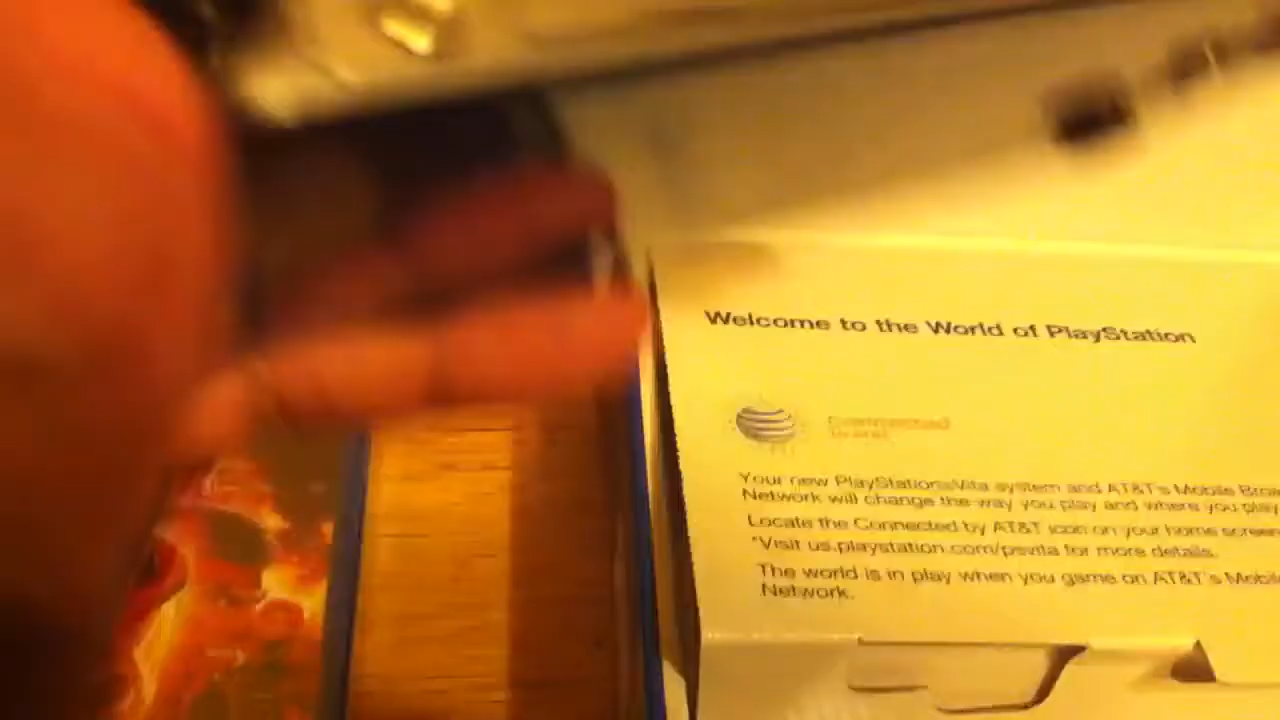 Welcome to the World of PlayStation
Connected
Your new PlayStation®Vita system and AT&T's Mobile
Network will change the way you play and where you play
Locate the Connected by AT&T icon on your home screen
*Visit us.playstation.com/psvita for more details.
The world is in play when you game on AT&T's
Network.